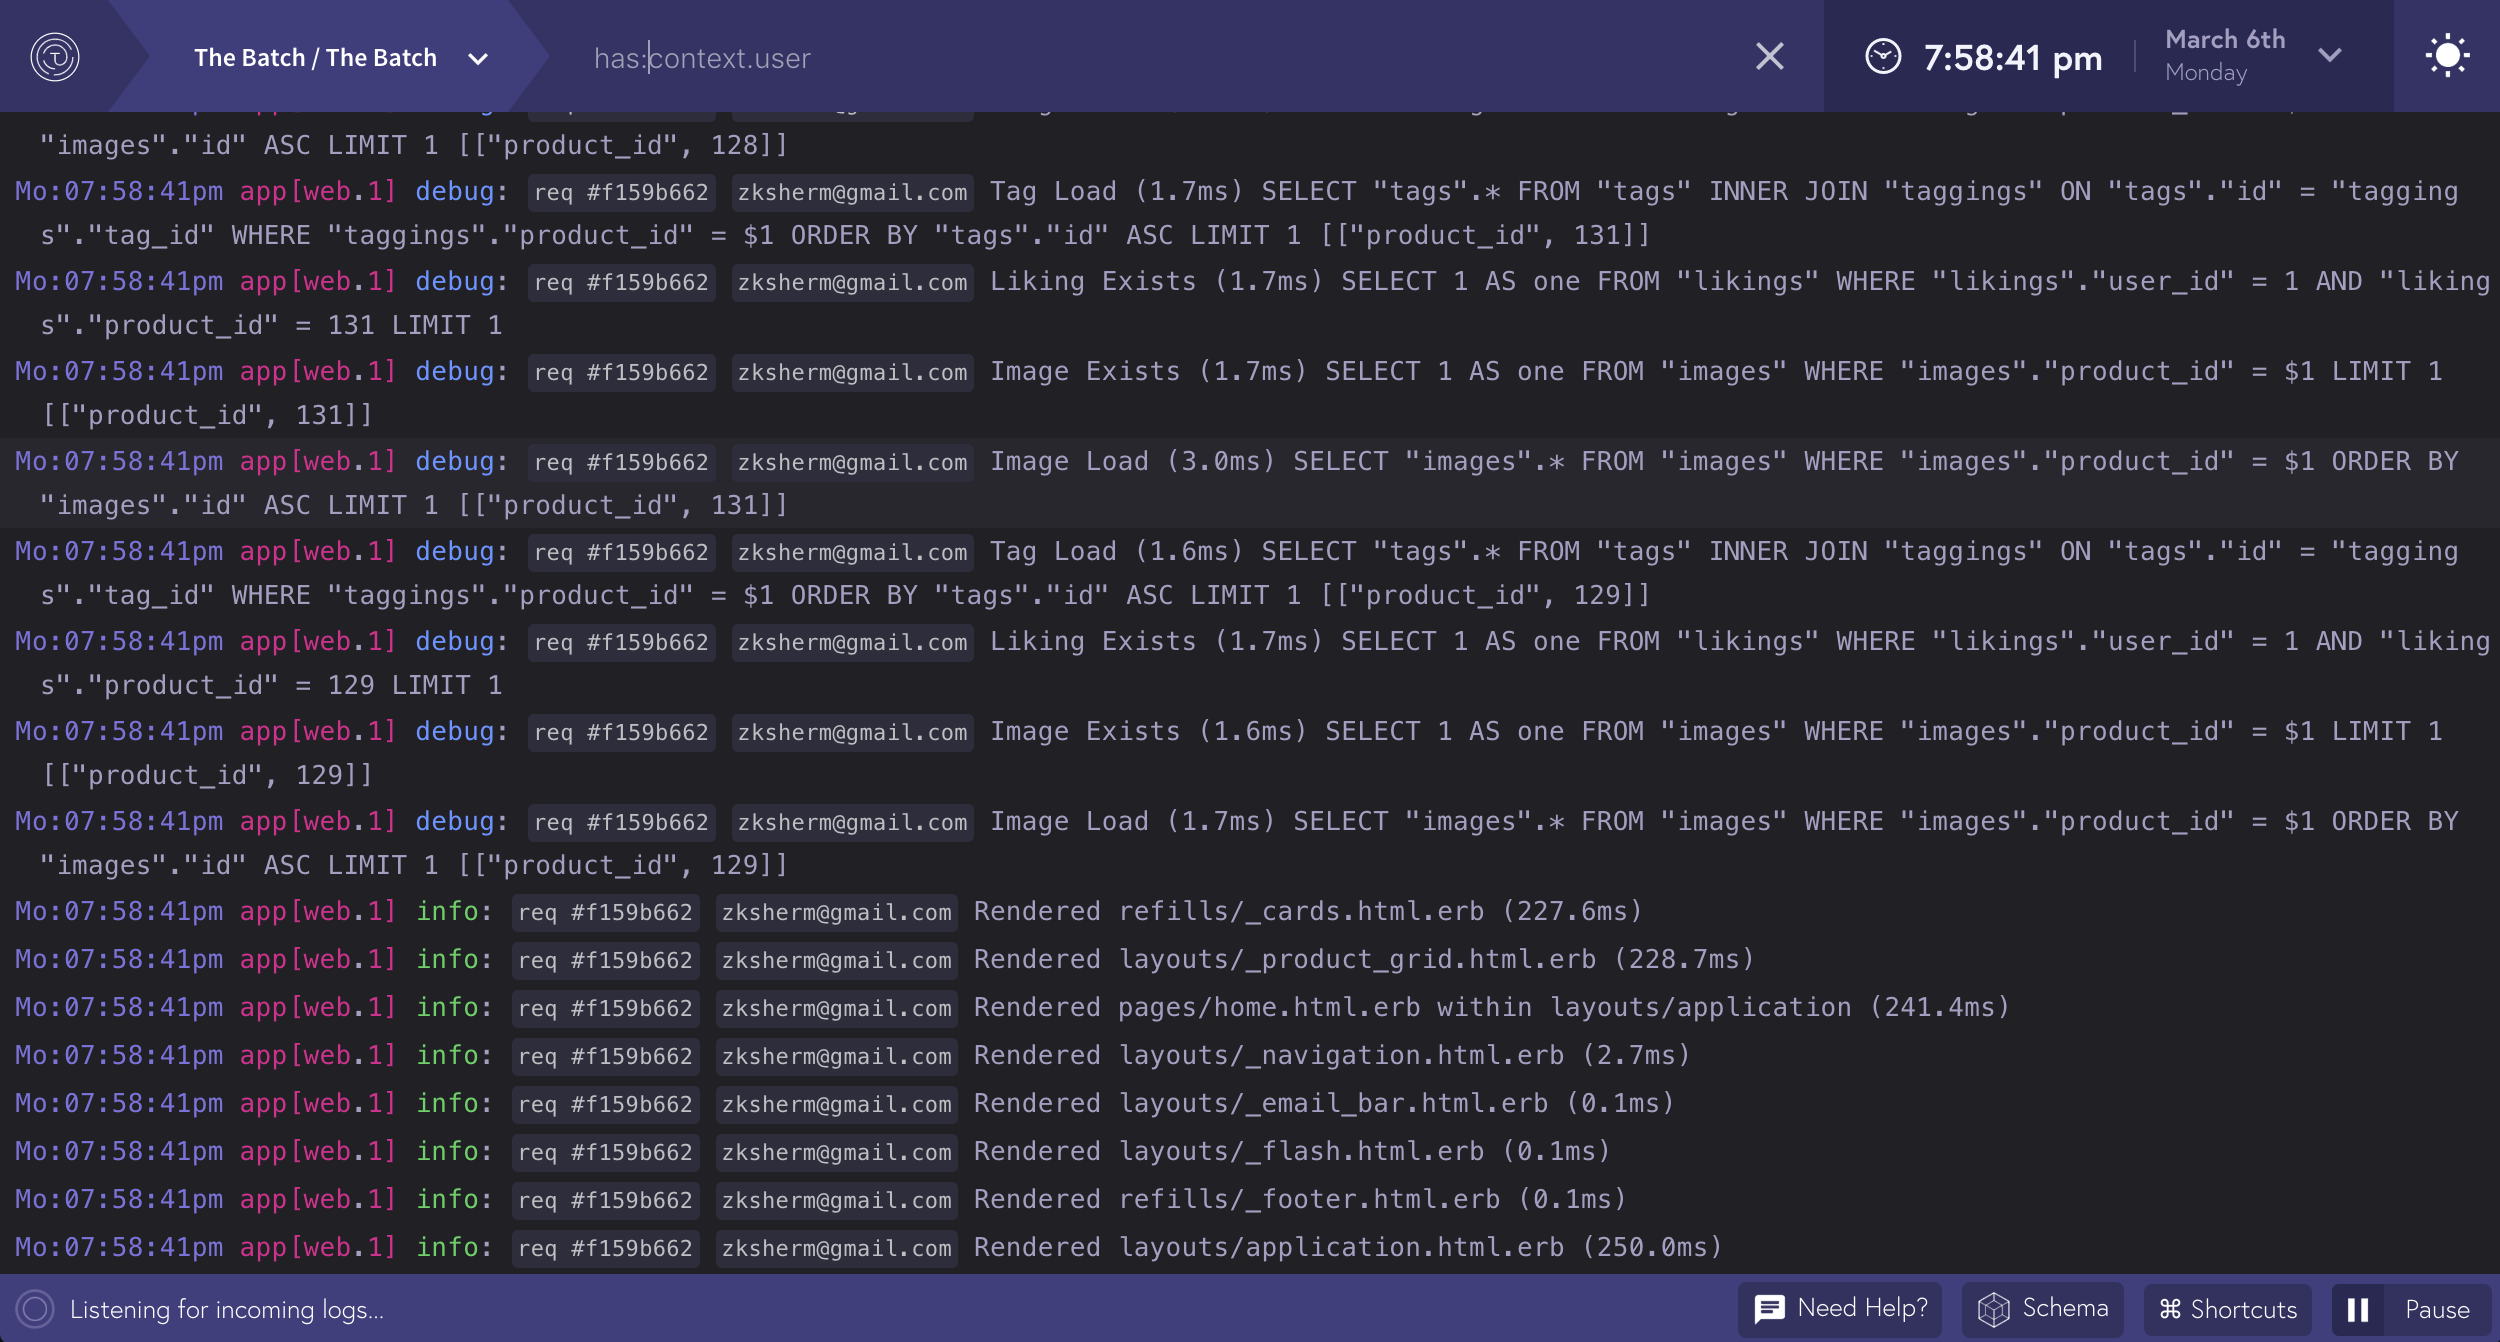 The Batch / The Batch
has:context.user
7:58:41 pm
March 6th
Monday
"images"."id" ASC LIMIT 1 [["product_id", 128]]
Mo:07:58:41pm app[web.1] debug: req #f159b662 zksherm@gmail.com Tag Load (1.7ms) SELECT "tags".* FROM "tags" INNER JOIN "taggings" ON "tags"."id" = "tagging
s"."tag_id" WHERE "taggings"."product_id" = $1 ORDER BY "tags"."id" ASC LIMIT 1 [["product_id", 131]]
Mo:07:58:41pm app[web.1] debug: req #f159b662 zksherm@gmail.com Liking Exists (1.7ms) SELECT 1 AS one FROM "likings" WHERE "likings"."user_id" = 1 AND "liking
s"."product_id" = 131 LIMIT 1
Mo:07:58:41pm app[web.1] debug: req #f159b662 zksherm@gmail.com Image Exists (1.7ms) SELECT 1 AS one FROM "images" WHERE "images"."product_id" = $1 LIMIT 1
[["product_id", 131]]
Mo:07:58:41pm app[web.1] debug: req #f159b662 zksherm@gmail.com Image Load (3.0ms) SELECT "images".* FROM "images" WHERE "images"."product_id" = $1 ORDER BY
"images"."id" ASC LIMIT 1 [["product_id", 131]]
Mo:07:58:41pm app[web.1] debug: req #f159b662 zksherm@gmail.com Tag Load (1.6ms) SELECT "tags".* FROM "tags" INNER JOIN "taggings" ON "tags"."id" = "tagging
s"."tag_id" WHERE "taggings"."product_id" = $1 ORDER BY "tags"."id" ASC LIMIT 1 [["product_id", 129]]
Mo:07:58:41pm app[web.1] debug: req #f159b662 zksherm@gmail.com Liking Exists (1.7ms) SELECT 1 AS one FROM "likings" WHERE "likings"."user_id" = 1 AND "liking
s"."product_id" = 129 LIMIT 1
Mo:07:58:41pm app[web.1] debug: req #f159b662 zksherm@gmail.com Image Exists (1.6ms) SELECT 1 AS one FROM "images" WHERE "images"."product_id" = $1 LIMIT 1
[["product_id", 129]]
Mo:07:58:41pm app[web.1] debug: req #f159b662 zksherm@gmail.com Image Load (1.7ms) SELECT "images".* FROM "images" WHERE "images"."product_id" = $1 ORDER BY
"images"."id" ASC LIMIT 1 [["product_id", 129]]
Mo:07:58:41pm app[web.1] info: req #f159b662 zksherm@gmail.com Rendered refills/_cards.html.erb (227.6ms)
Mo:07:58:41pm app[web.1] info: req #f159b662 zksherm@gmail.com Rendered layouts/_product_grid.html.erb (228.7ms)
Mo:07:58:41pm app[web.1] info: req #f159b662 zksherm@gmail.com Rendered pages/home.html.erb within layouts/application (241.4ms)
Mo:07:58:41pm app[web.1] info: req #f159b662 zksherm@gmail.com Rendered layouts/_navigation.html.erb (2.7ms)
Mo:07:58:41pm app[web.1] info: req #f159b662 zksherm@gmail.com Rendered layouts/_email_bar.html.erb (0.1ms)
Mo:07:58:41pm app[web.1] info: req #f159b662 zksherm@gmail.com Rendered layouts/_flash.html.erb (0.1ms)
Mo:07:58:41pm app[web.1] info: req #f159b662 zksherm@gmail.com Rendered refills/_footer.html.erb (0.1ms)
Mo:07:58:41pm app[web.1] info: req #f159b662 zksherm@gmail.com Rendered layouts/application.html.erb (250.0ms)
Listening for incoming logs...
Need Help?
Schema
⌘ Shortcuts
Pause